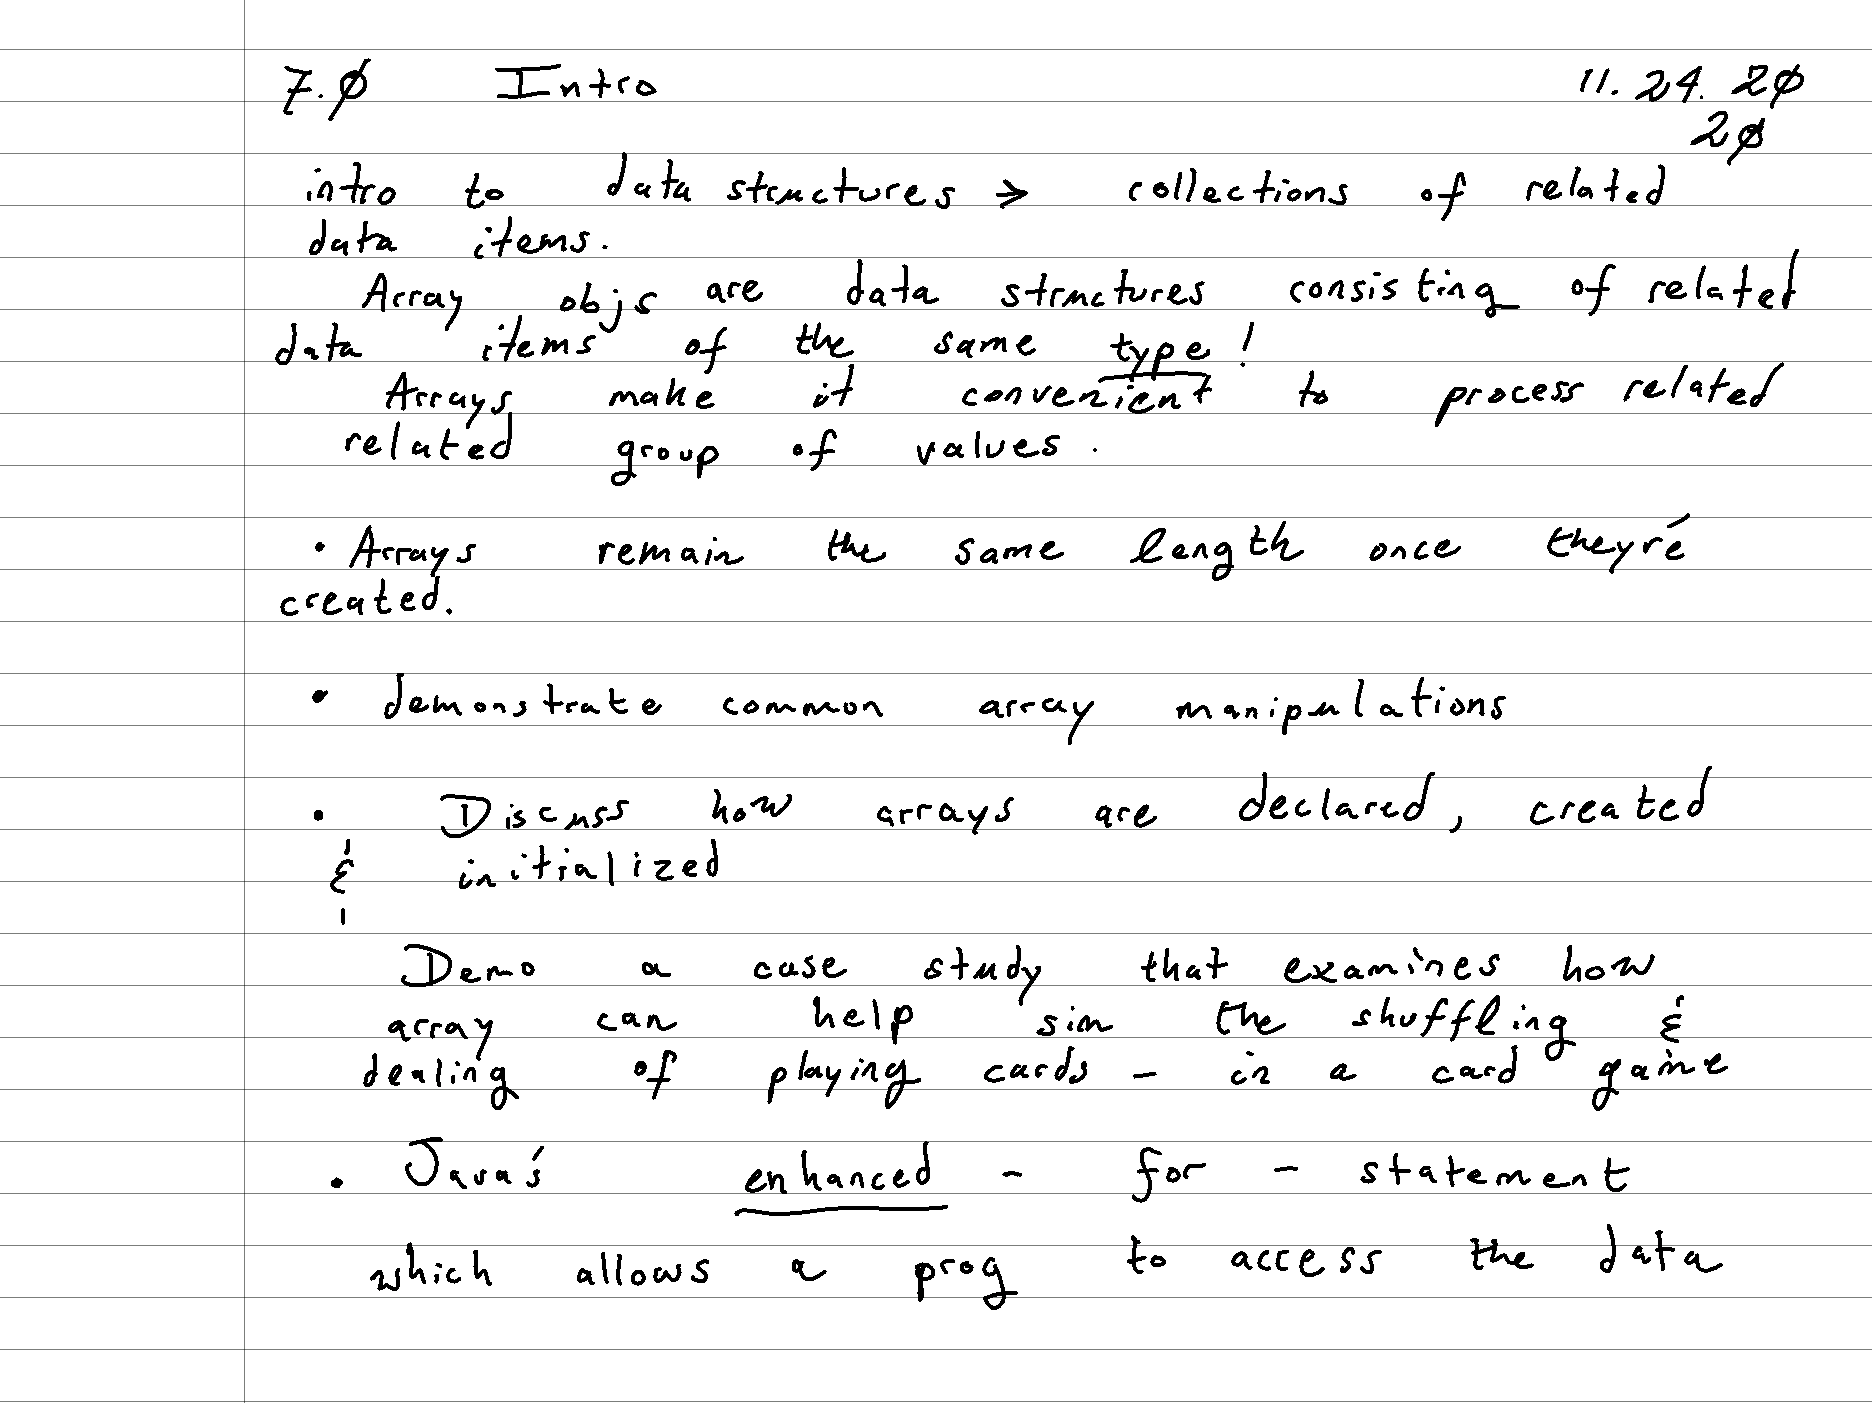 7.Ø Intro 11. 24. 2Ø
2Ø
intro to data structures → collections of related
data items.
Array objs are data structures consisting of related
data items of the same type!
Arrays make it convenient to process related
related group of values.
• Arrays remain the same length once they're
created.
• demonstrate common array manipulations
• Discuss how arrays are declared, created
& initialized
Demo a case study that examines how
array can help sim the shuffling &
dealing of playing cards - in a card game
• Java's enhanced - for - statement
which allows a prog to access the data